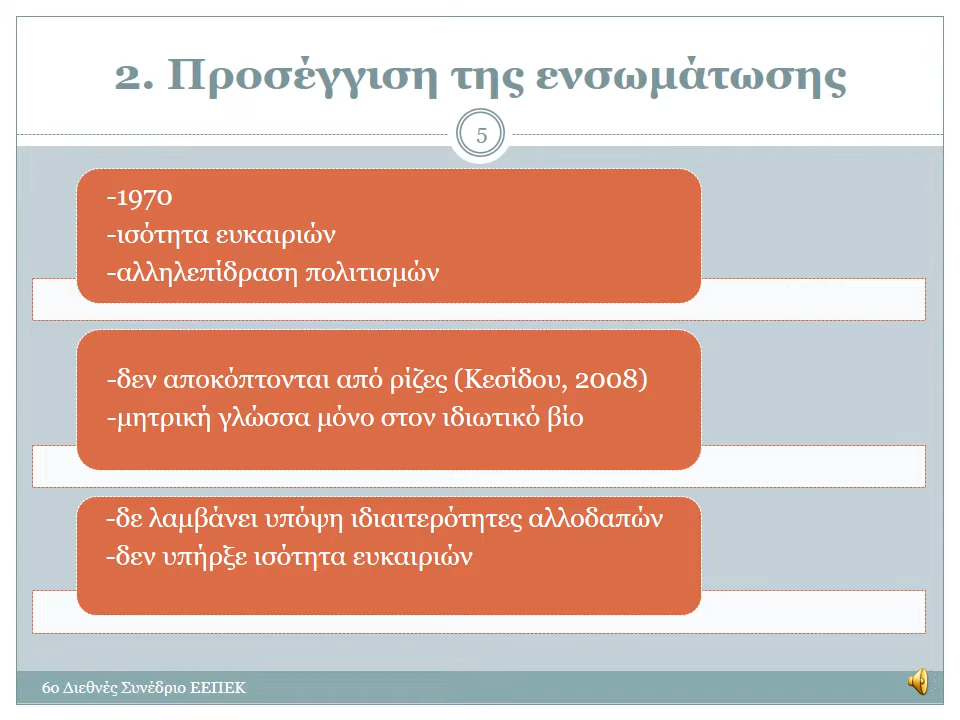 2. Προσέγγιση της ενσωμάτωσης
5
-1970
-ισότητα ευκαιριών
-αλληλεπίδραση πολιτισμών
-δεν αποκόπτονται από ρίζες (Κεσίδου, 2008)
-μητρική γλώσσα μόνο στον ιδιωτικό βίο
-δε λαμβάνει υπόψη ιδιαιτερότητες αλλοδαπών
-δεν υπήρξε ισότητα ευκαιριών
6ο Διεθνές Συνέδριο ΕΕΠΕΚ